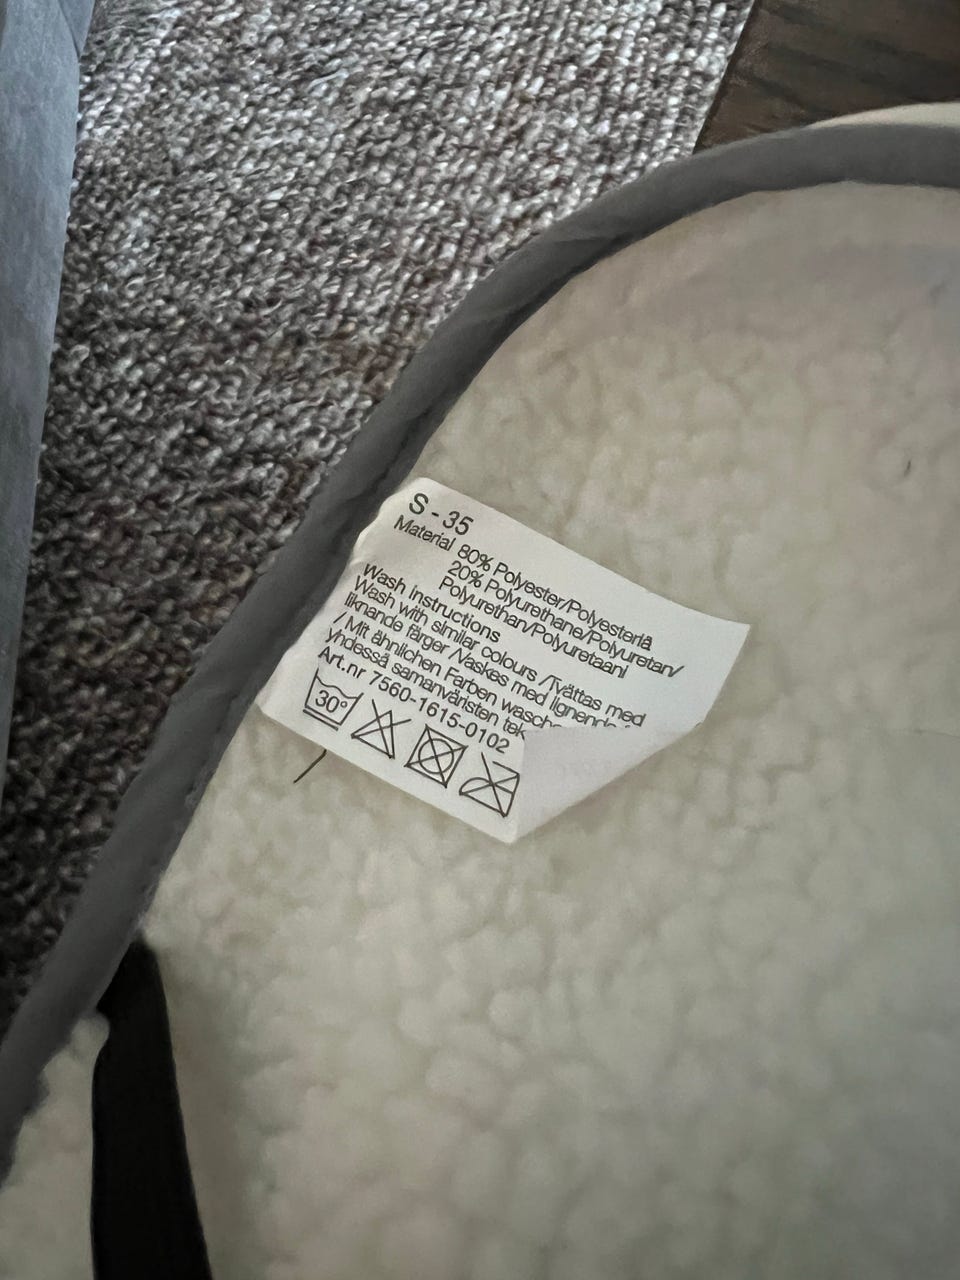 S - 35
Material 80% Polyester/Polyesteriä
20% Polyurethane/Polyuretan/
Polyurethan/Polyuretaani
Wash instructions
Wash with similar colours /Tvättas med
liknande färger /Vaskes med lignende
/ Mit ähnlichen Farben
yhdessä samanväristen
Art.nr 7560-1615-0102
30°